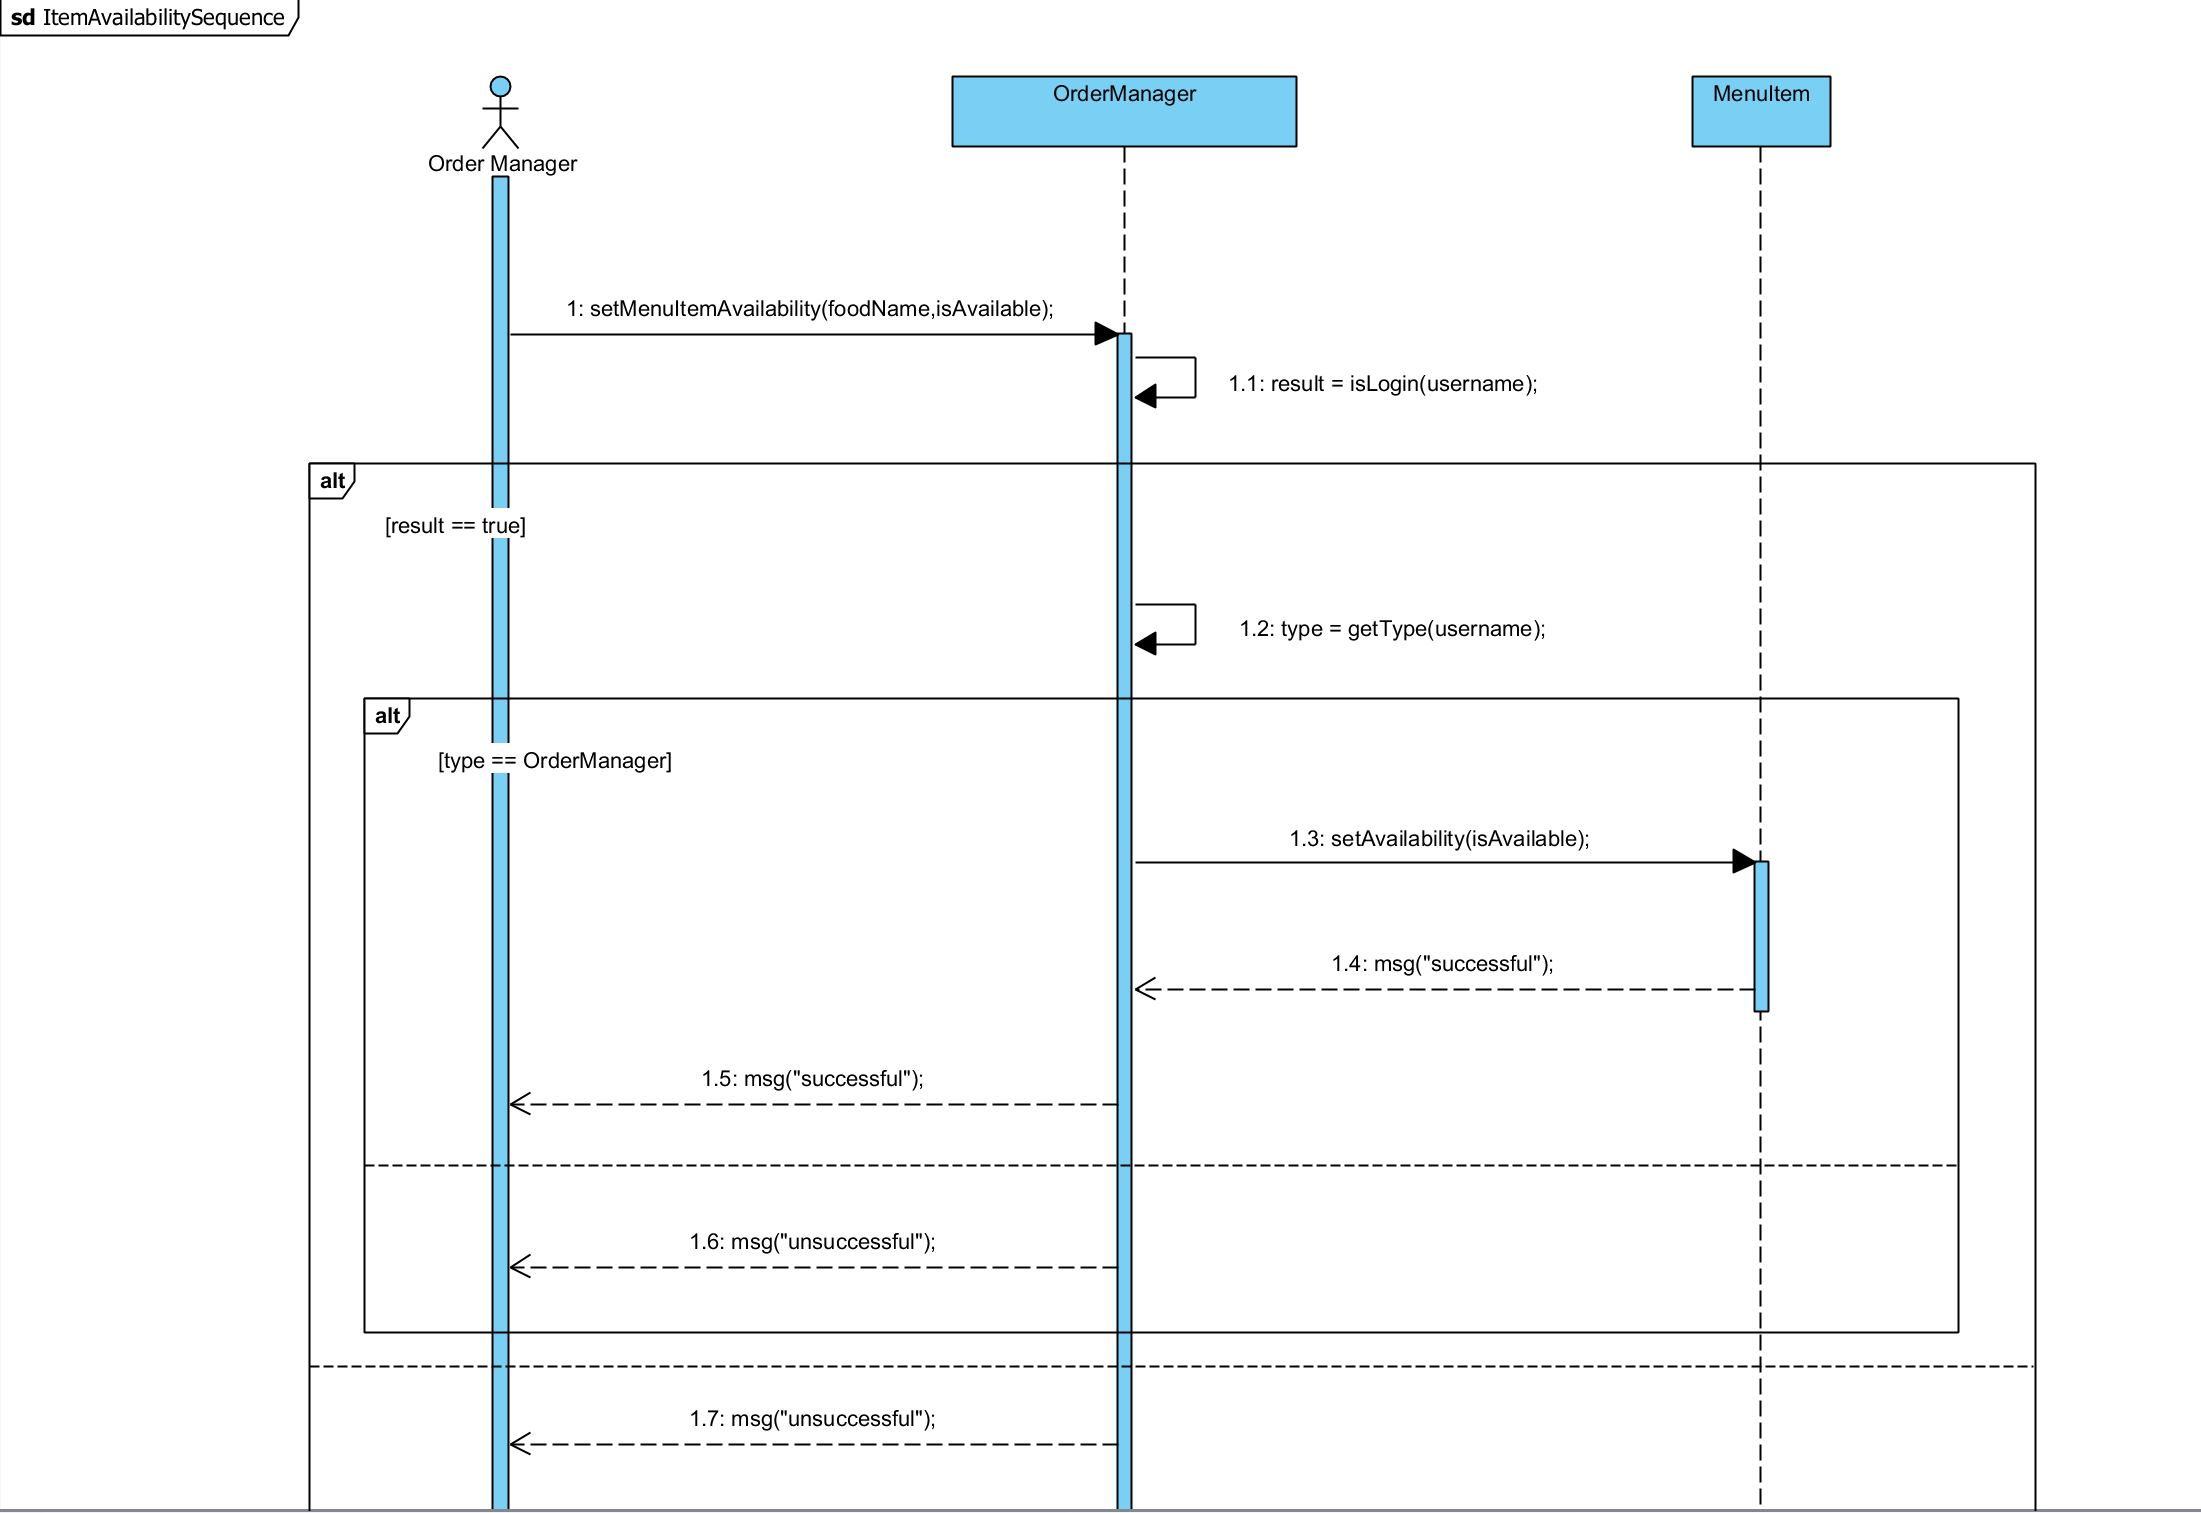 sd ItemAvailabilitySequence
OrderManager
MenuItem
Order Manager
1: setMenuItemAvailability(foodName,isAvailable);
1.1: result = isLogin(username);
alt
[result == true]
1.2: type = getType(username);
alt
[type == OrderManager]
1.3: setAvailability(isAvailable);
1.4: msg("successful");
1.5: msg("successful");
1.6: msg("unsuccessful");
1.7: msg("unsuccessful");